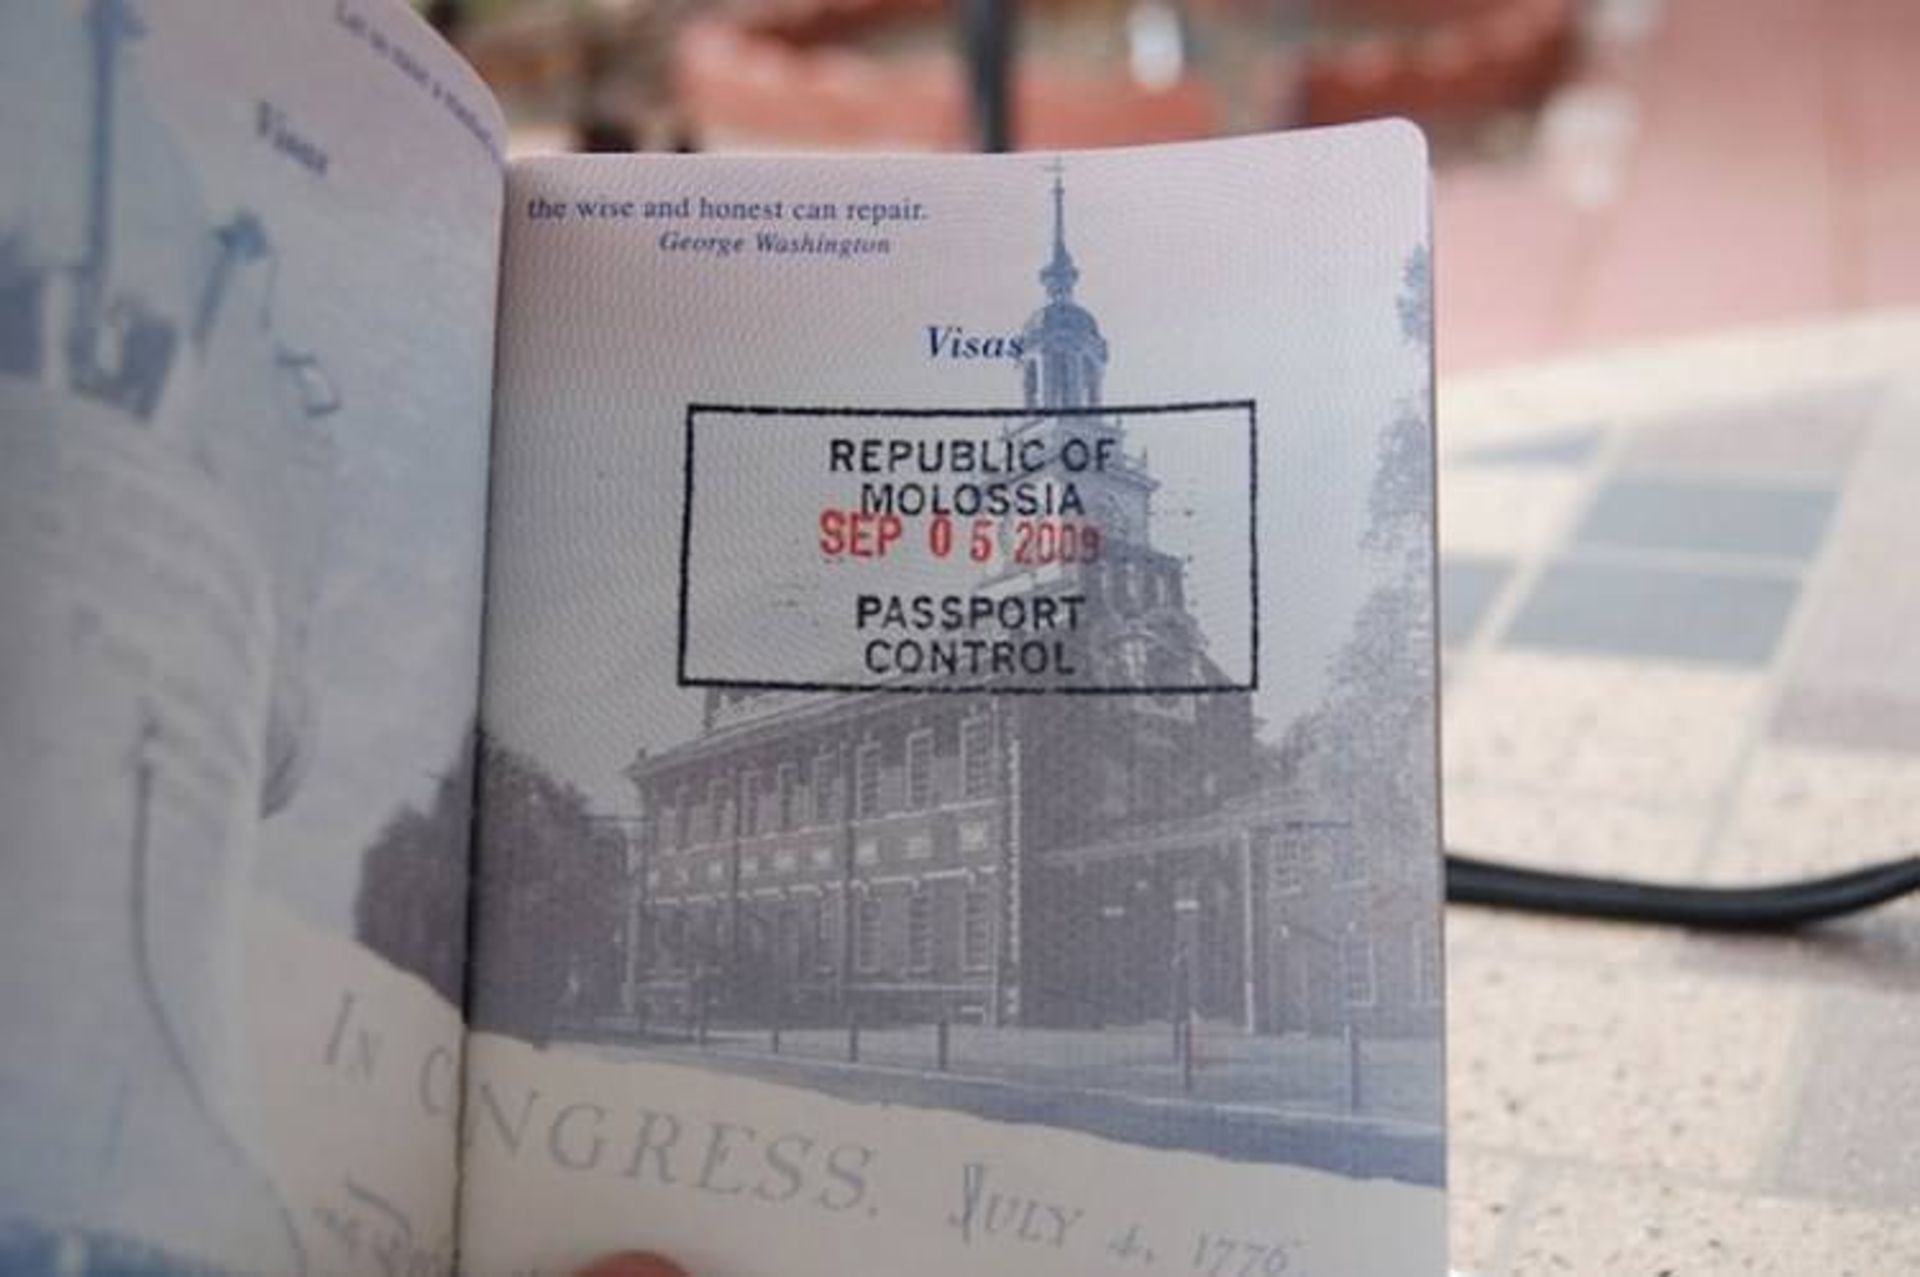 Visas
the wise and honest can repair.
George Washington
Visas
REPUBLIC OF
MOLOSSIA
SEP 05 2009
PASSPORT
CONTROL
IN CONGRESS. JULY 4, 1776.